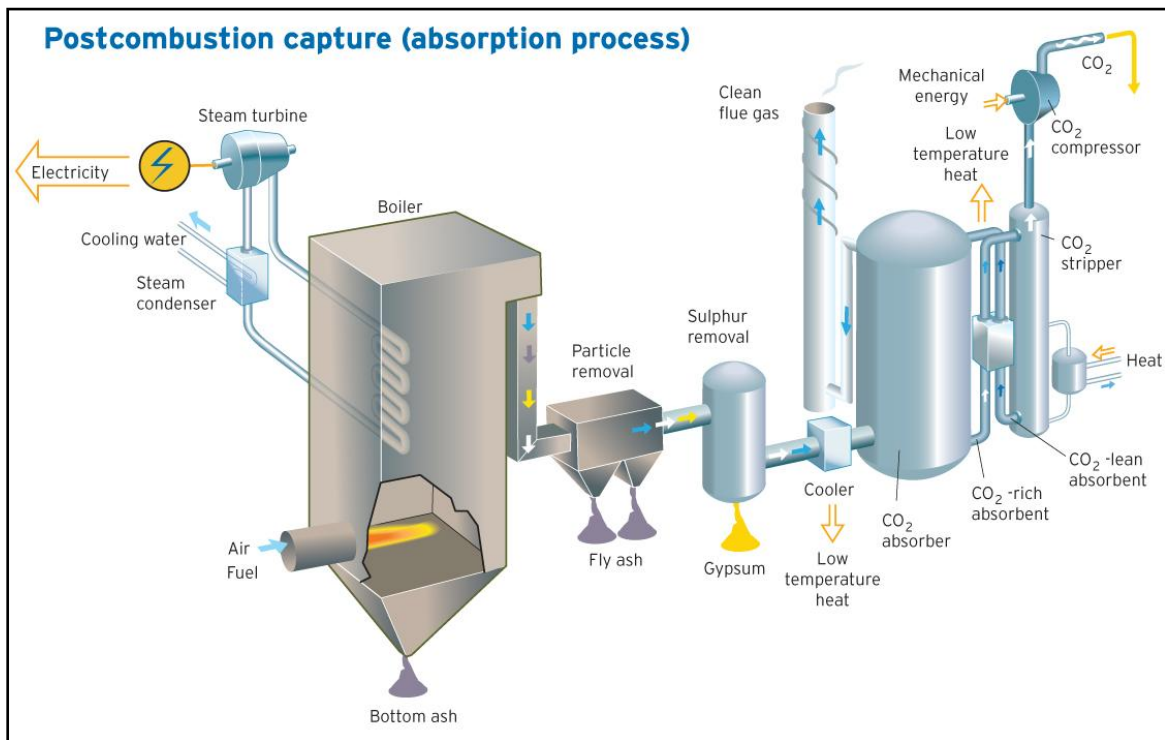 Postcombustion capture (absorption process)
Steam turbine
Electricity
Cooling water
Steam
condenser
Boiler
Air
Fuel
Bottom ash
Particle
removal
Fly ash
Sulphur
removal
Gypsum
Cooler
Low
temperature
heat
Clean
flue gas
CO₂
absorber
CO₂ -rich
absorbent
CO₂ -lean
absorbent
Heat
CO₂
stripper
Low
temperature
heat
Mechanical
energy
CO₂
compressor
CO₂